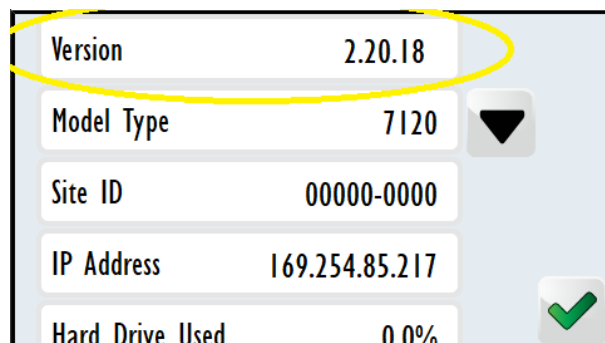 Version 2.20.18
Model Type 7120
Site ID 00000-0000
IP Address 169.254.85.217
Hard Drive Used 0.0%